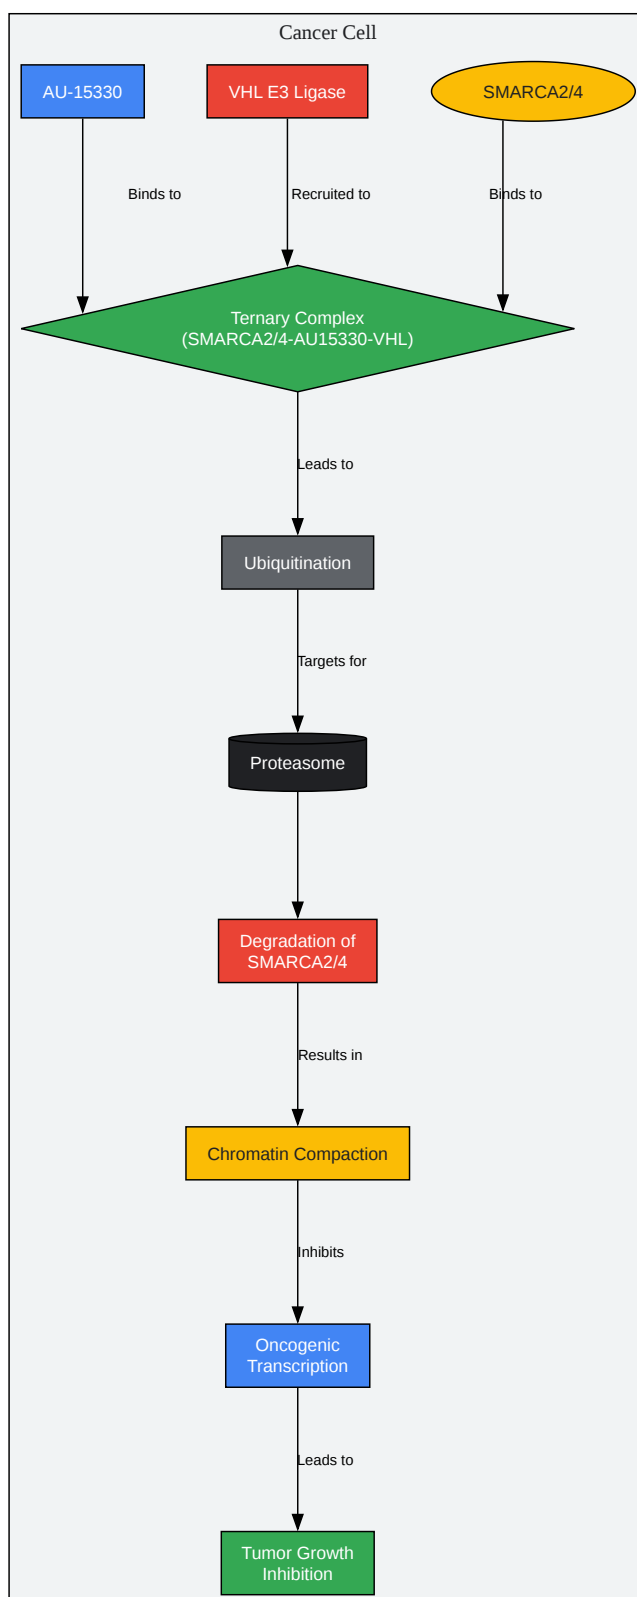 Cancer Cell
AU-15330
VHL E3 Ligase
SMARCA2/4
Binds to
Recruited to
Binds to
Ternary Complex
(SMARCA2/4-AU15330-VHL)
Leads to
Ubiquitination
Targets for
Proteasome
Degradation of
SMARCA2/4
Results in
Chromatin Compaction
Inhibits
Oncogenic
Transcription
Leads to
Tumor Growth
Inhibition